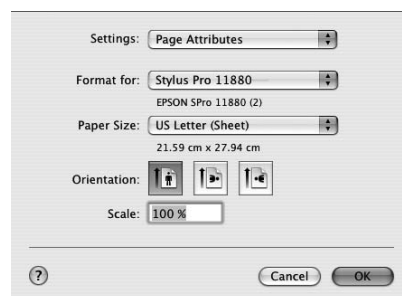 Settings: Page Attributes
Format for: Stylus Pro 11880
EPSON SPro 11880 (2)
Paper Size: US Letter (Sheet)
21.59 cm x 27.94 cm
Orientation:
Scale: 100 %
? Cancel OK